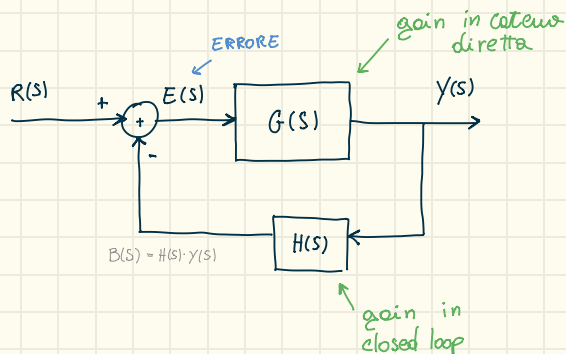 gain in catena
diretta
ERRORE
R(S)
+
E(S)
+
G(S)
Y(S)
-
H(S)
B(S) = H(S)·Y(S)
gain in
closed loop